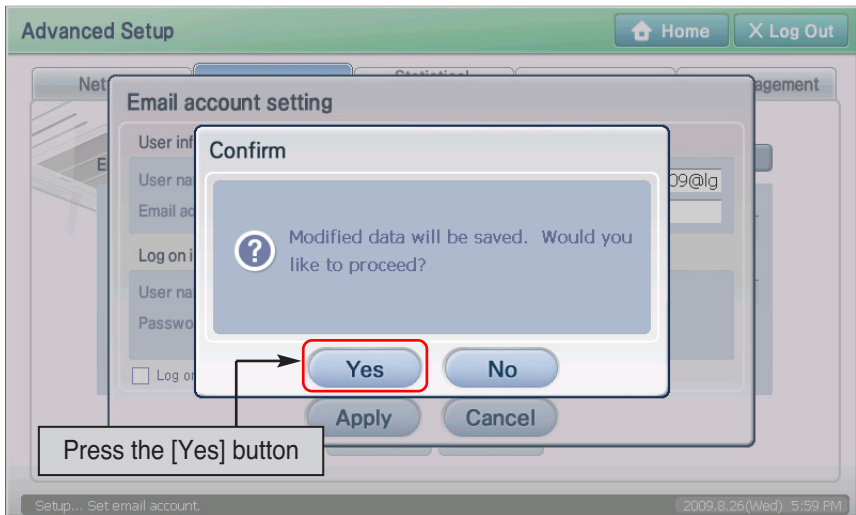 Advanced Setup
Home
X Log Out
Email account setting
Confirm
Modified data will be saved. Would you
like to proceed?
Yes
No
Apply
Cancel
Press the [Yes] button
Setup... Set email account.
2009.8.26(Wed) 5:59 PM